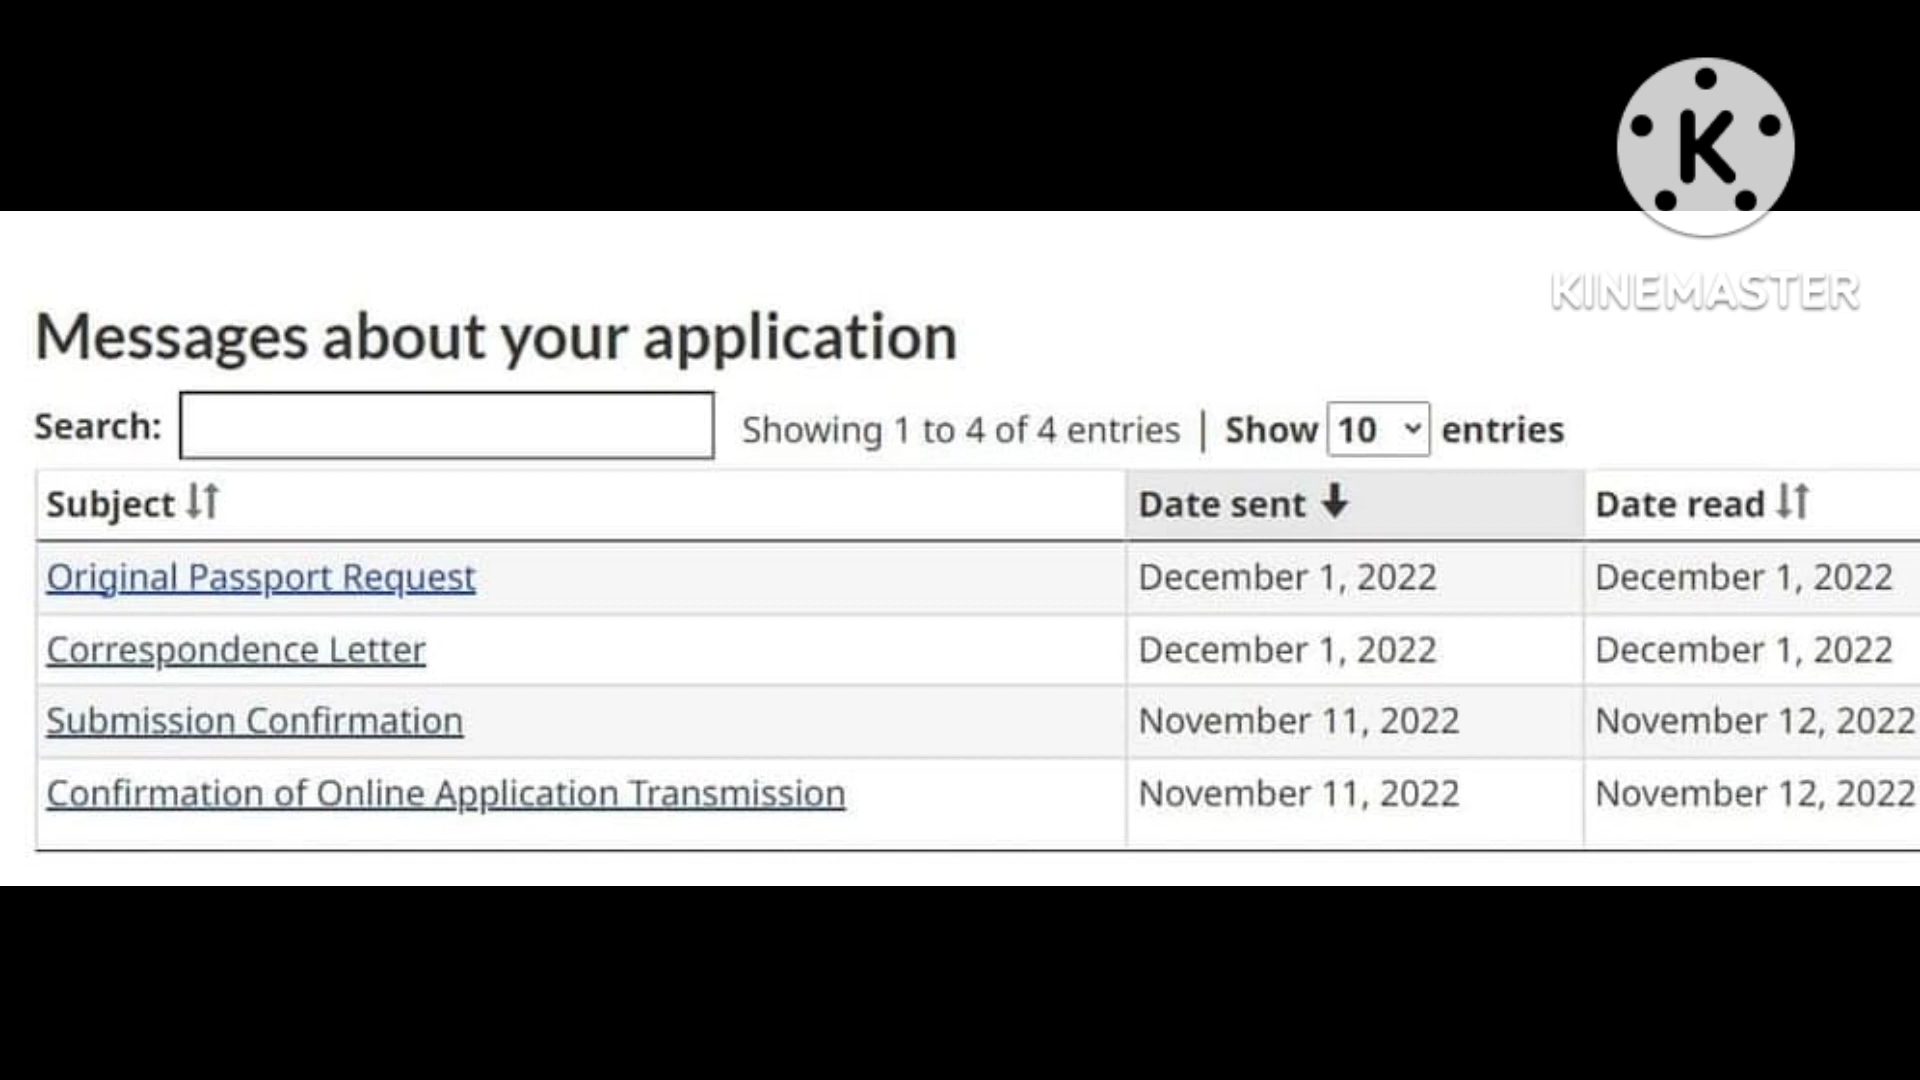 K
KINEMASTER
Messages about your application
Search: Showing 1 to 4 of 4 entries | Show 10 entries
Subject Date sent Date read
Original Passport Request December 1, 2022 December 1, 2022
Correspondence Letter December 1, 2022 December 1, 2022
Submission Confirmation November 11, 2022 November 12, 2022
Confirmation of Online Application Transmission November 11, 2022 November 12, 2022